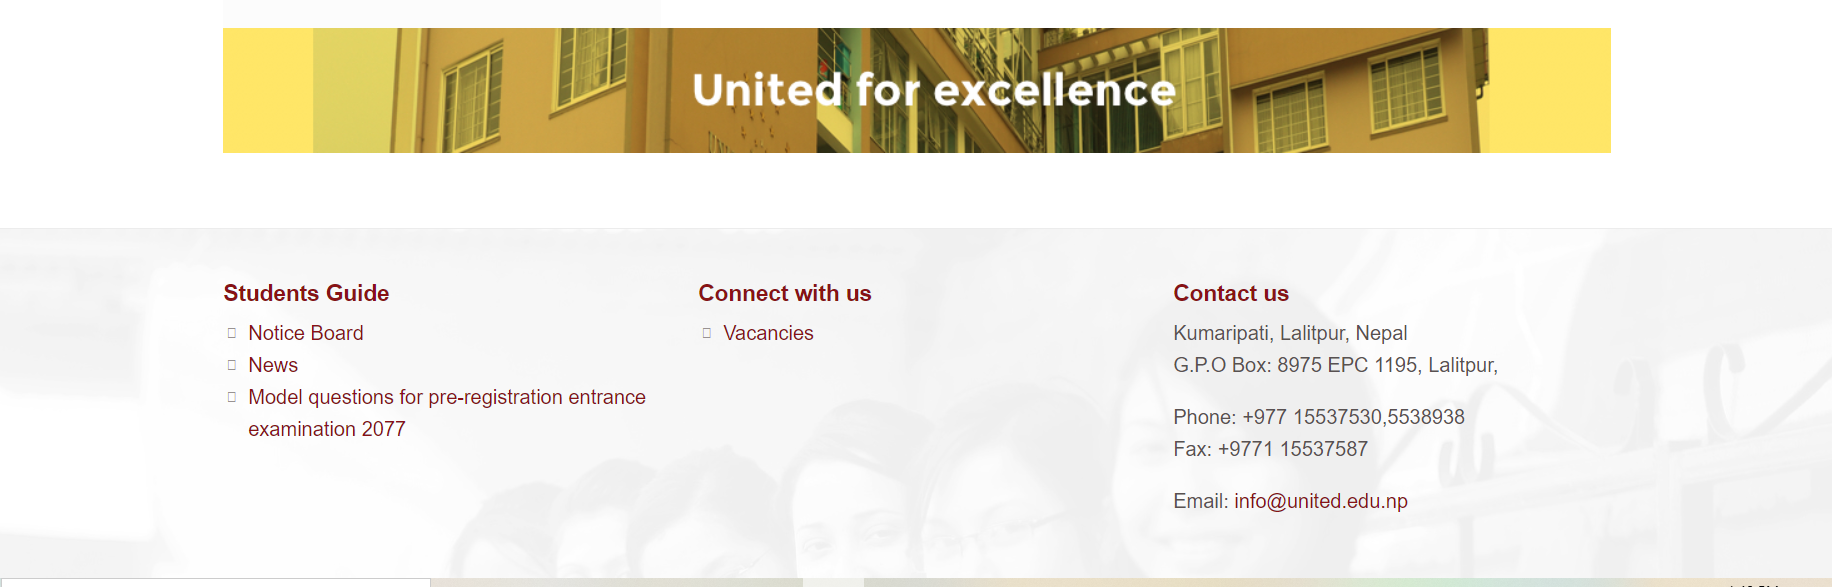 United for excellence
Students Guide
Notice Board
News
Model questions for pre-registration entrance
examination 2077
Connect with us
Vacancies
Contact us
Kumaripati, Lalitpur, Nepal
G.P.O Box: 8975 EPC 1195, Lalitpur,
Phone: +977 15537530,5538938
Fax: +9771 15537587
Email: info@united.edu.np